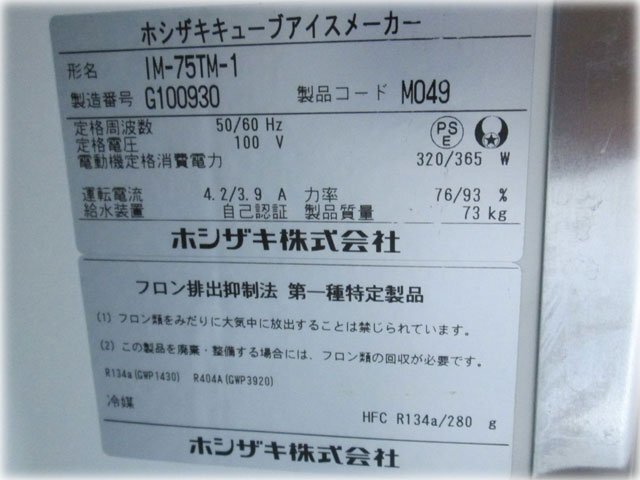 ホシザキキューブアイスメーカー
形名 IM-75TM-1
製造番号 G100930 製品コード M049
定格周波数 50/60 Hz
定格電圧 100 V
PS E
電動機定格消費電力 320/365 W
運転電流 4.2/3.9 A 力率 76/93 %
給水装置 自己認証 製品質量 73 kg
ホシザキ株式会社
フロン排出抑制法 第一種特定製品
(1) フロン類をみだりに大気中に放出することは禁じられています。
(2) この製品を廃棄・整備する場合には、フロン類の回収が必要です。
R134a(GWP1430) R404A(GWP3920)
冷媒 HFC R134a/280 g
ホシザキ株式会社